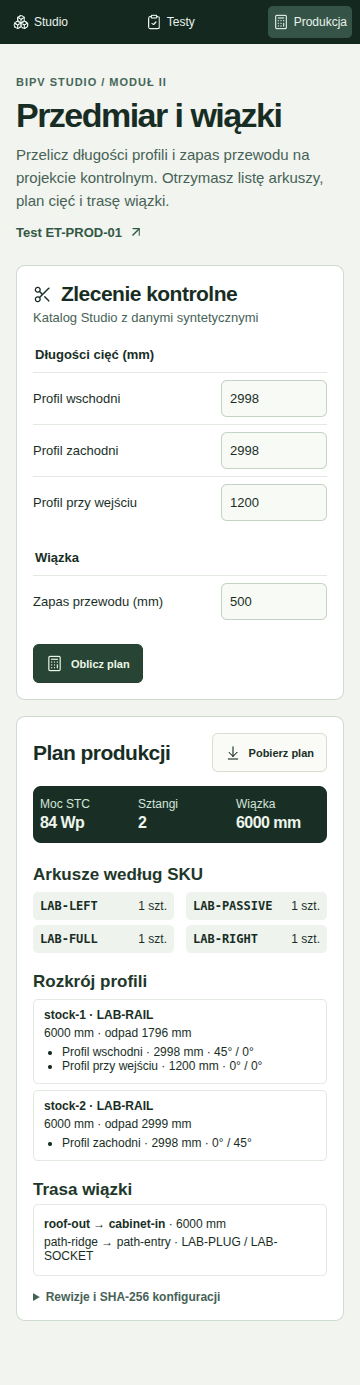 Studio Testy Produkcja
BIPV STUDIO / MODUŁ II
Przedmiar i wiązki
Przelicz długości profili i zapas przewodu na
projekcie kontrolnym. Otrzymasz listę arkuszy,
plan cięć i trasę wiązki.
Test ET-PROD-01
Zlecenie kontrolne
Katalog Studio z danymi syntetycznymi
Długości cięć (mm)
Profil wschodni 2998
Profil zachodni 2998
Profil przy wejściu 1200
Wiązka
Zapas przewodu (mm) 500
Oblicz plan
Plan produkcji Pobierz plan
Moc STC Sztangi Wiązka
84 Wp 2 6000 mm
Arkusze według SKU
LAB-LEFT 1 szt. LAB-PASSIVE 1 szt.
LAB-FULL 1 szt. LAB-RIGHT 1 szt.
Rozkrój profili
stock-1 · LAB-RAIL
6000 mm · odpad 1796 mm
• Profil wschodni · 2998 mm · 45° / 0°
• Profil przy wejściu · 1200 mm · 0° / 0°
stock-2 · LAB-RAIL
6000 mm · odpad 2999 mm
• Profil zachodni · 2998 mm · 0° / 45°
Trasa wiązki
roof-out → cabinet-in · 6000 mm
path-ridge → path-entry · LAB-PLUG / LAB-
SOCKET
Rewizje i SHA-256 konfiguracji